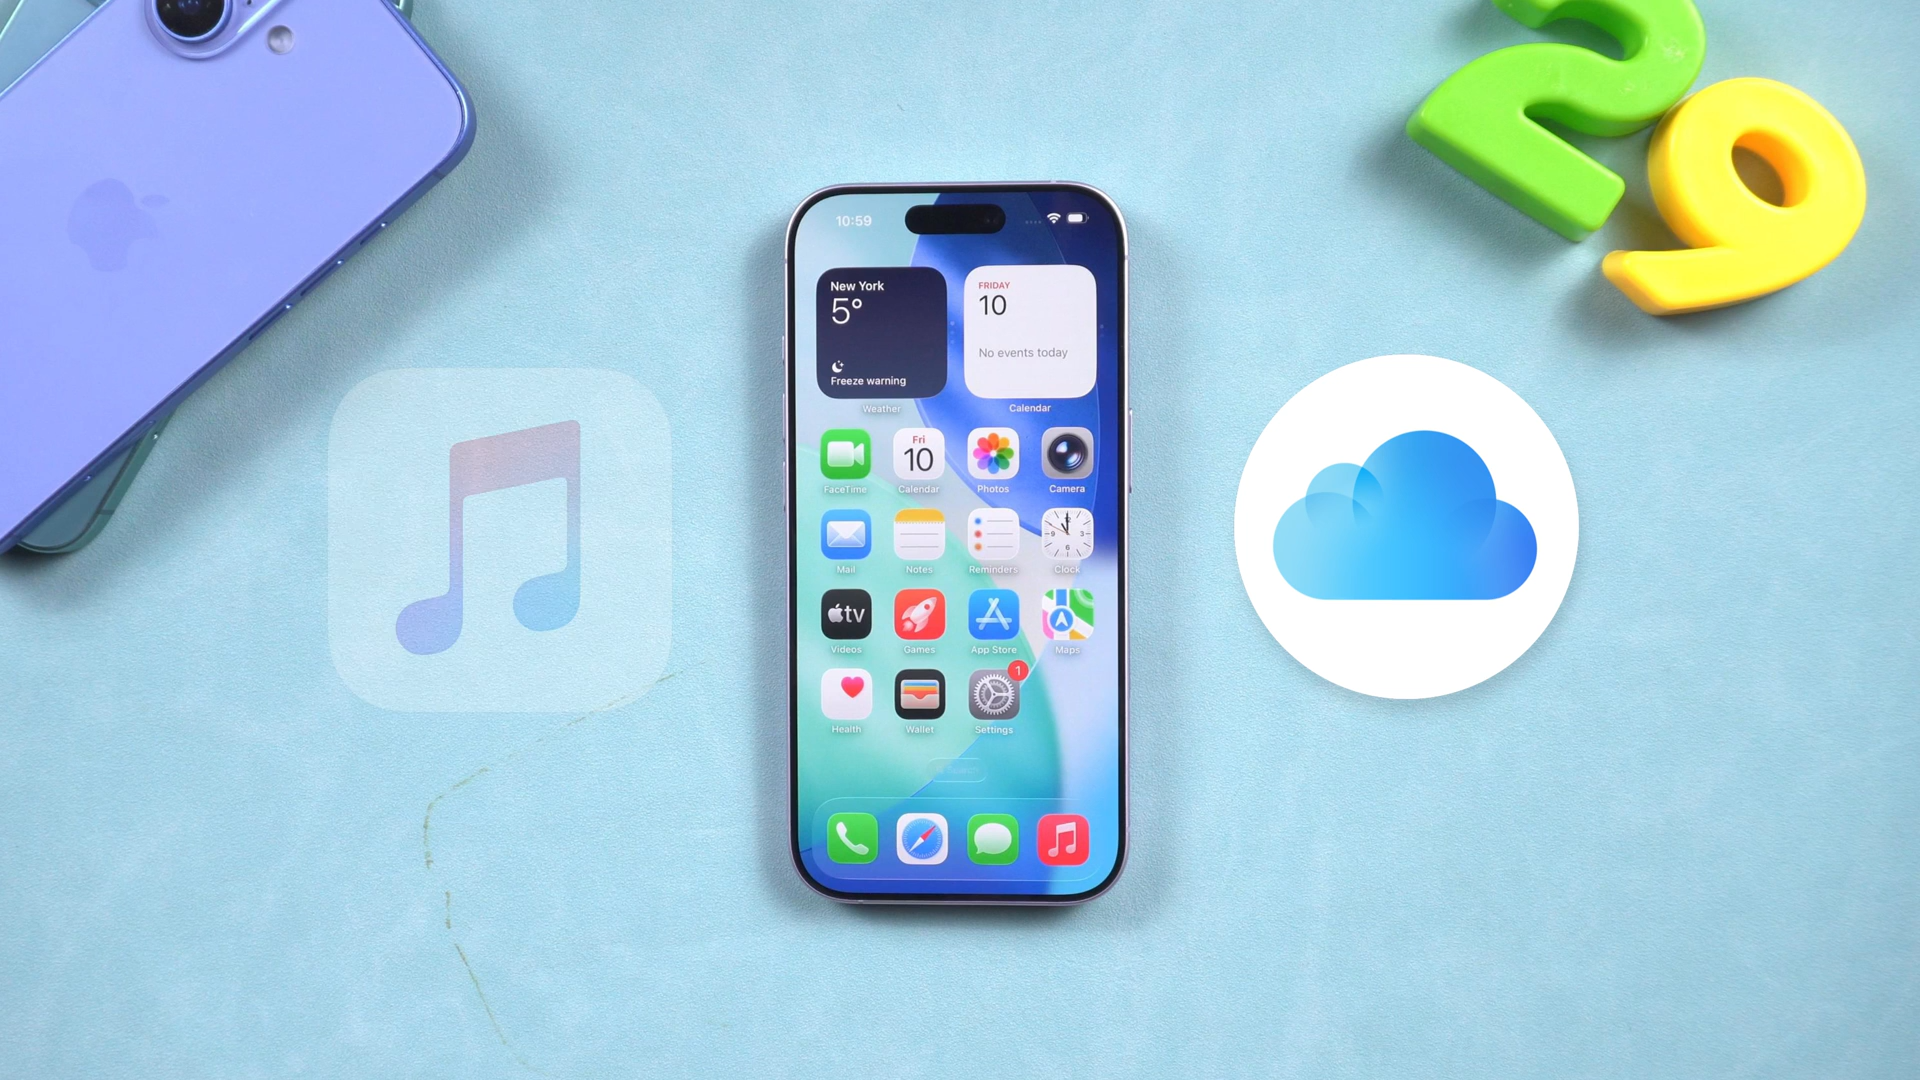 29
10:59
New York
5°
Freeze warning
Weather
FRIDAY
10
No events today
Calendar
FaceTime
Fri
10
Calendar
Photos
Camera
Mail
Notes
Reminders
Clock
tv
Videos
Games
App Store
Maps
Health
Wallet
1
Settings